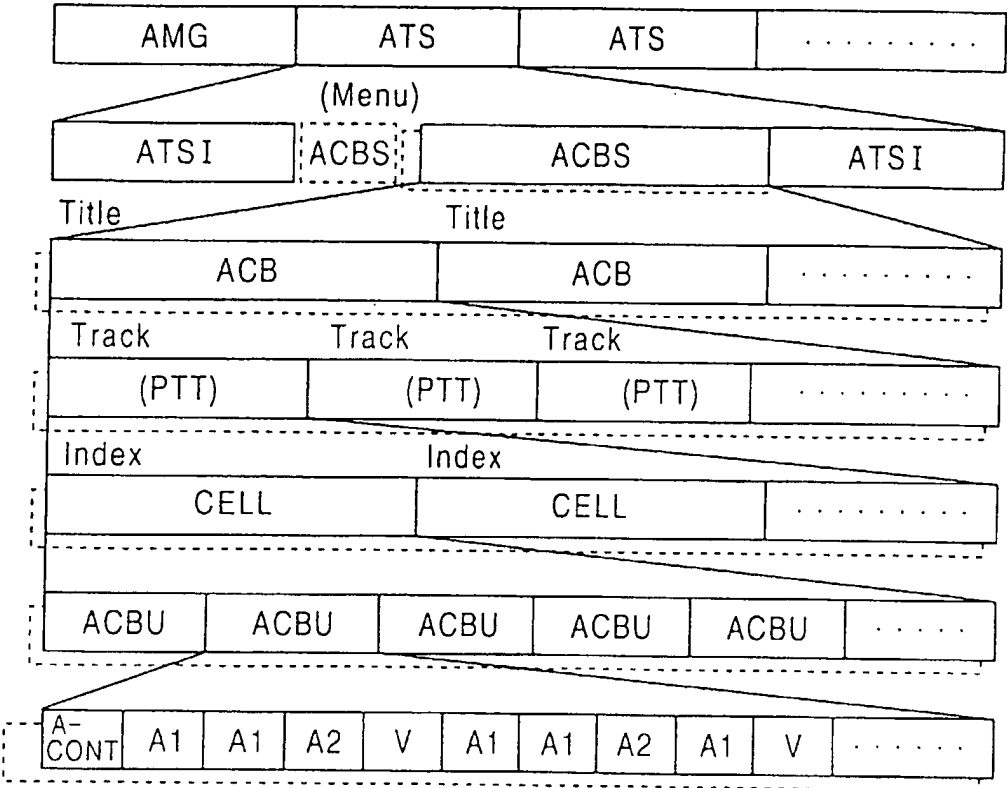 AMG ATS ATS .........
(Menu)
ATSI ACBS ACBS ATSI
Title Title
ACB ACB .........
Track Track Track
(PTT) (PTT) (PTT) .........
Index Index
CELL CELL .........
ACBU ACBU ACBU ACBU ACBU .....
A-CONT A1 A1 A2 V A1 A1 A2 A1 V ......